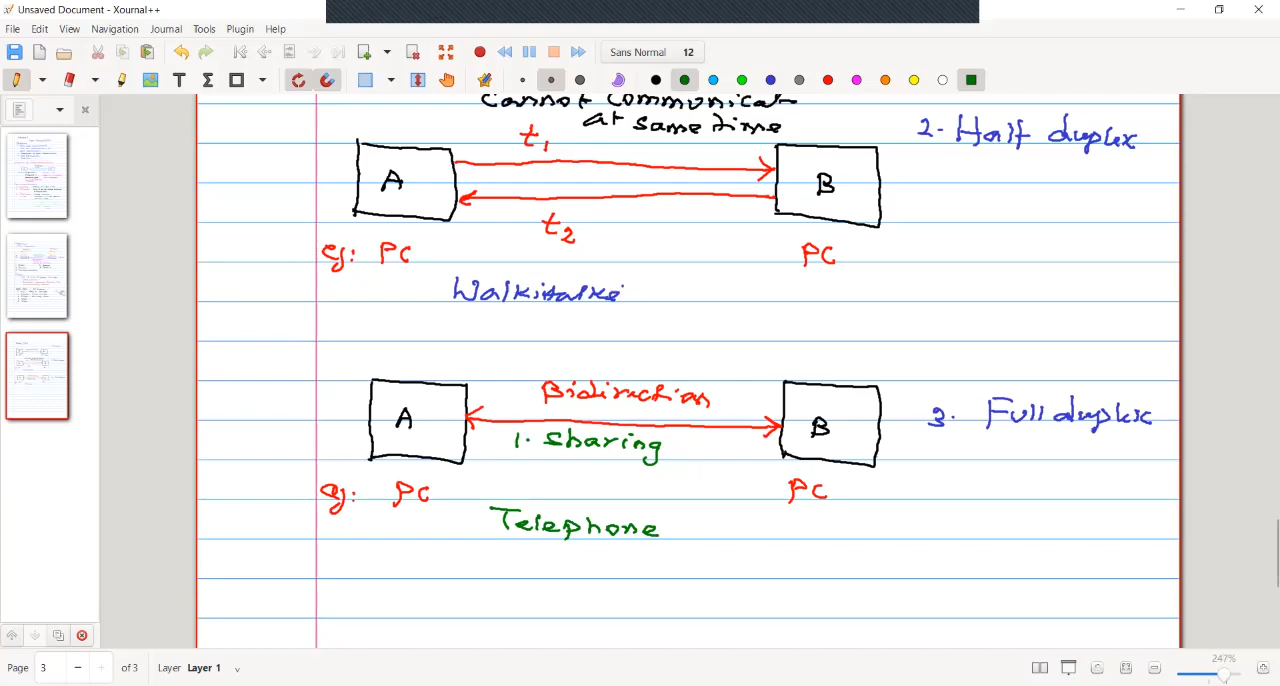 Unsaved Document - Xournal++
File Edit View Navigation Journal Tools Plugin Help
Sans Normal 12
Cannot Communicat
at same time
2. Half duplex
t1
A
B
t2
eg: PC
PC
Walkitalke
Bidirection
A
B
3. Full duplex
1. sharing
eg: PC
PC
Telephone
Page 3 of 3 Layer Layer 1
247%